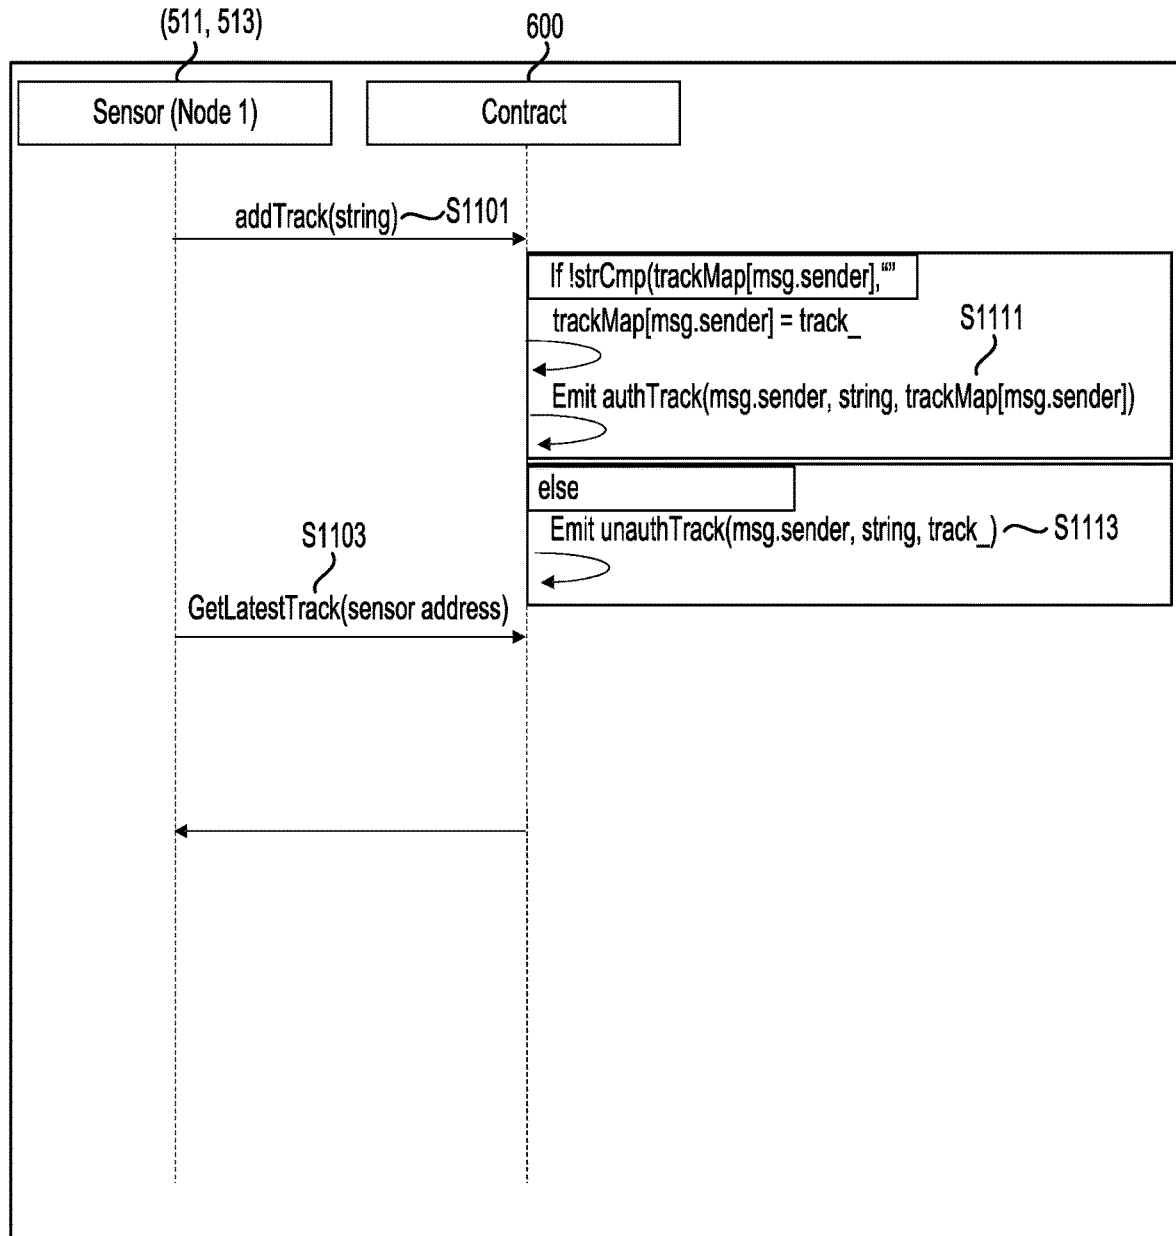 (511, 513)
600
Sensor (Node 1)
Contract
addTrack(string)
S1101
If !strCmp(trackMap[msg.sender],“”
trackMap[msg.sender] = track_
S1111
Emit authTrack(msg.sender, string, trackMap[msg.sender])
else
Emit unauthTrack(msg.sender, string, track_)
S1113
S1103
GetLatestTrack(sensor address)